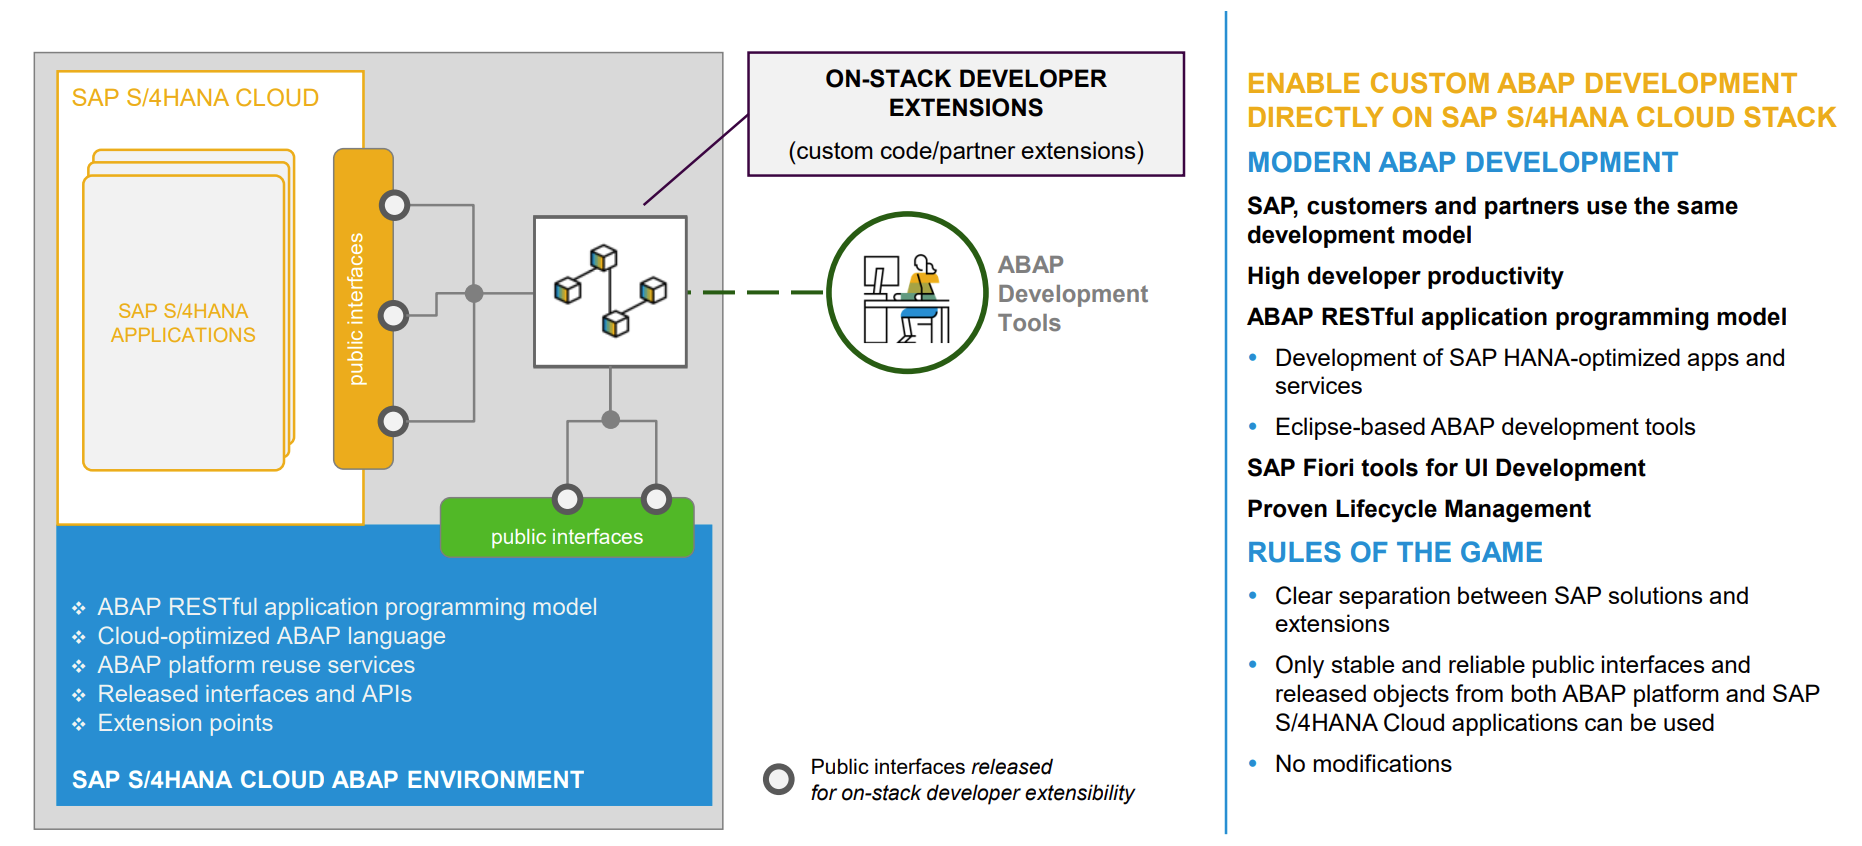 SAP S/4HANA CLOUD
SAP S/4HANA
APPLICATIONS
public interfaces
ON-STACK DEVELOPER
EXTENSIONS
(custom code/partner extensions)
ABAP
Development
Tools
public interfaces
❖ ABAP RESTful application programming model
❖ Cloud-optimized ABAP language
❖ ABAP platform reuse services
❖ Released interfaces and APIs
❖ Extension points
SAP S/4HANA CLOUD ABAP ENVIRONMENT
Public interfaces released
for on-stack developer extensibility
ENABLE CUSTOM ABAP DEVELOPMENT
DIRECTLY ON SAP S/4HANA CLOUD STACK
MODERN ABAP DEVELOPMENT
SAP, customers and partners use the same
development model
High developer productivity
ABAP RESTful application programming model
• Development of SAP HANA-optimized apps and
services
• Eclipse-based ABAP development tools
SAP Fiori tools for UI Development
Proven Lifecycle Management
RULES OF THE GAME
• Clear separation between SAP solutions and
extensions
• Only stable and reliable public interfaces and
released objects from both ABAP platform and SAP
S/4HANA Cloud applications can be used
• No modifications